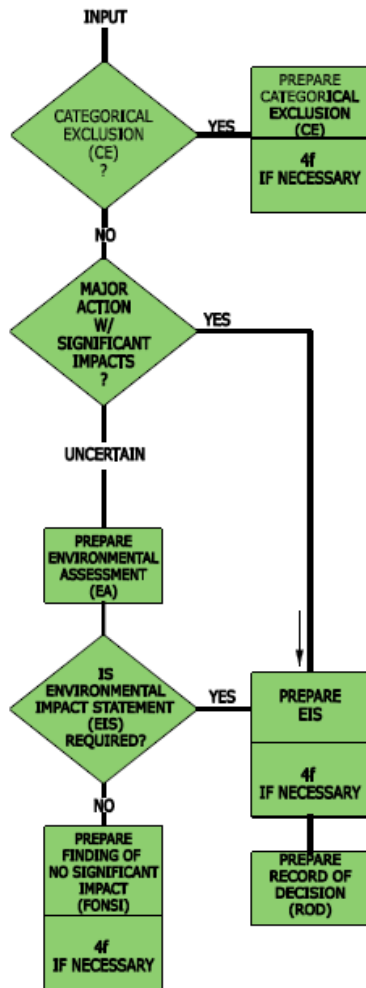 INPUT
CATEGORICAL
EXCLUSION
(CE)
?
YES
PREPARE
CATEGORICAL
EXCLUSION
(CE)
4f
IF NECESSARY
NO
MAJOR
ACTION
W/
SIGNIFICANT
IMPACTS
?
YES
UNCERTAIN
PREPARE
ENVIRONMENTAL
ASSESSMENT
(EA)
IS
ENVIRONMENTAL
IMPACT STATEMENT
(EIS)
REQUIRED?
YES
PREPARE
EIS
4f
IF NECESSARY
PREPARE
RECORD OF
DECISION
(ROD)
NO
PREPARE
FINDING OF
NO SIGNIFICANT
IMPACT
(FONSI)
4f
IF NECESSARY